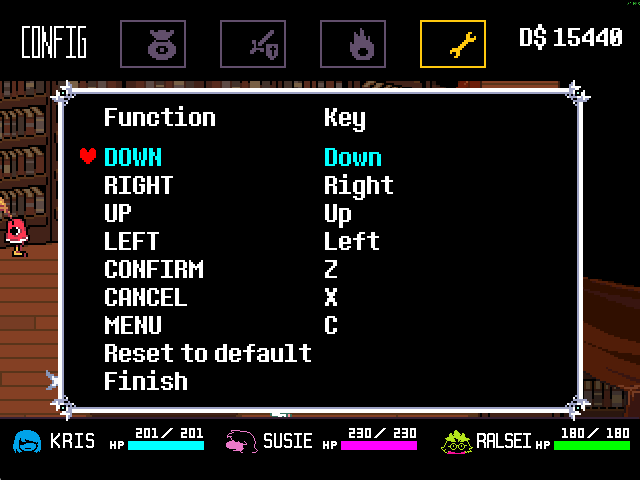 CONFIG
D$ 15440
Function Key
DOWN Down
RIGHT Right
UP Up
LEFT Left
CONFIRM Z
CANCEL X
MENU C
Reset to default
Finish
KRIS HP 201/ 201 SUSIE HP 230/ 230 RALSEI HP 180/ 180